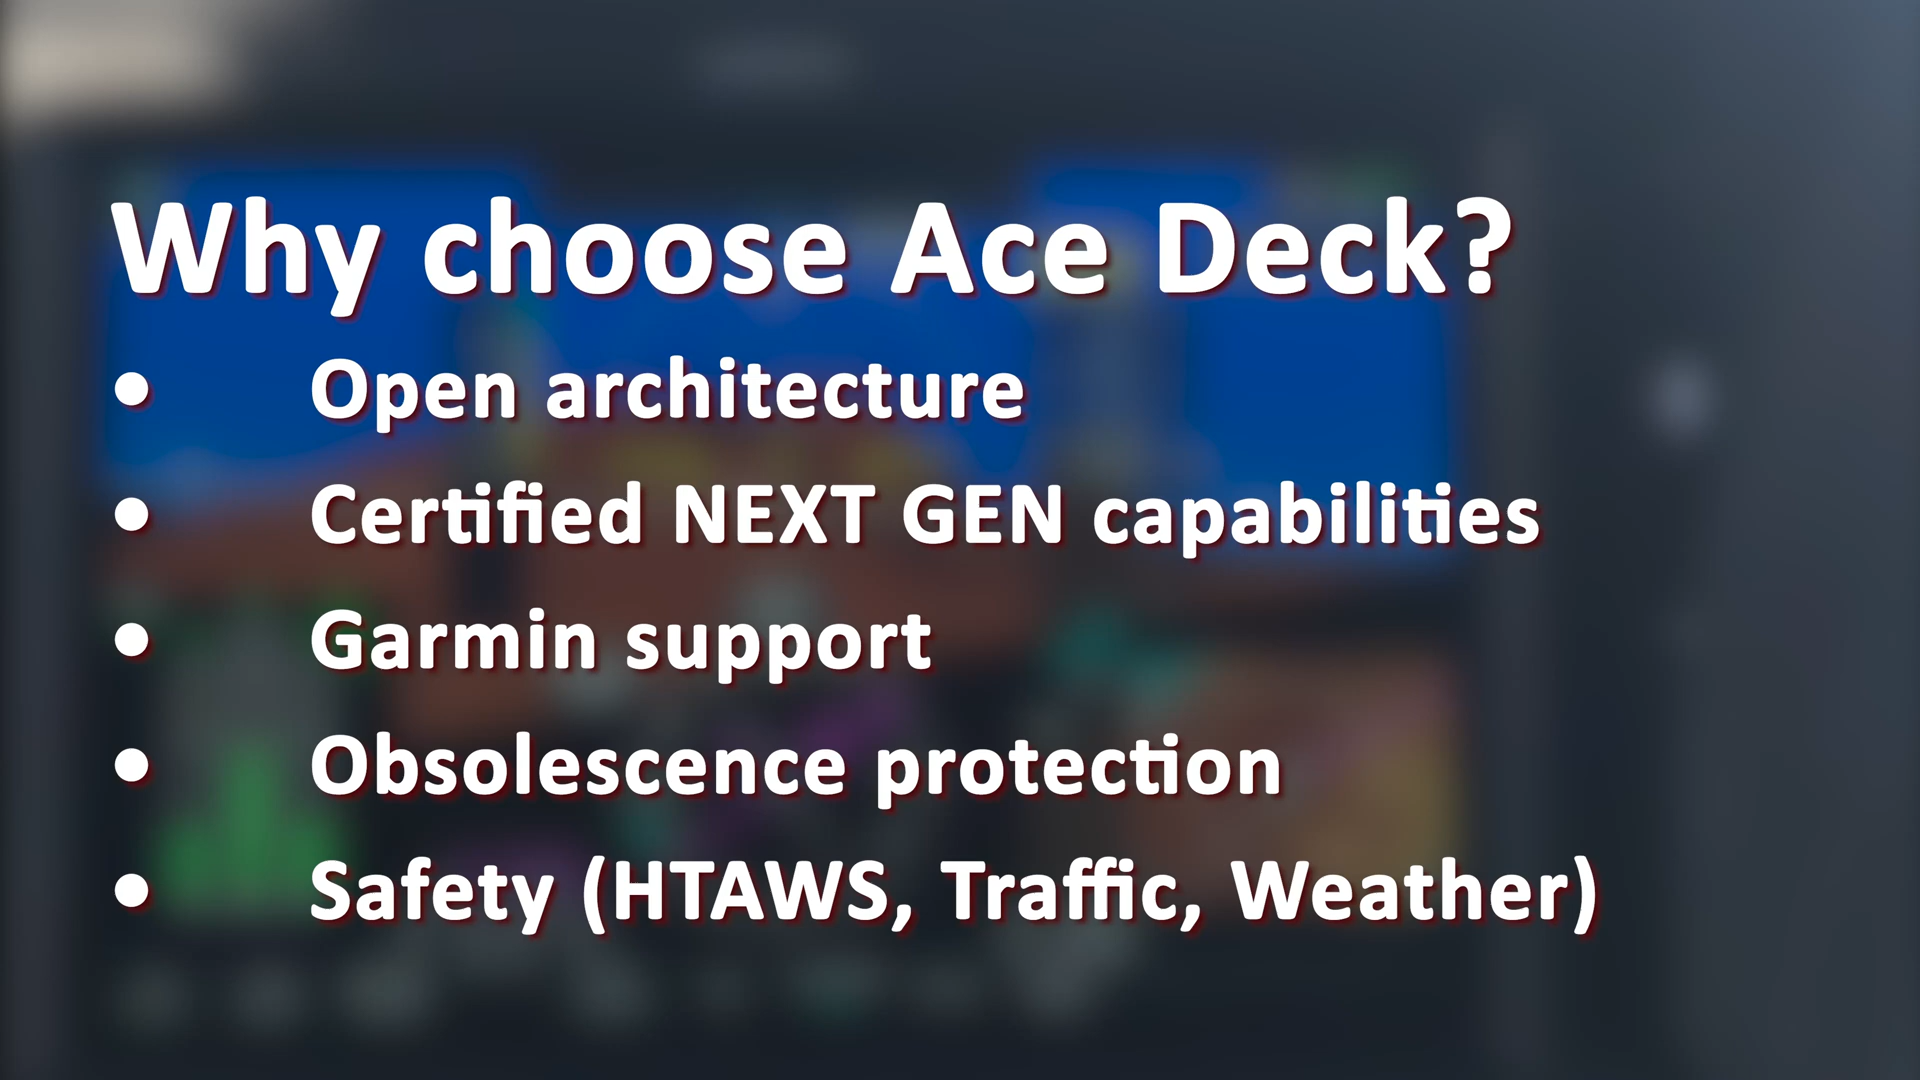 Why choose Ace Deck?
• Open architecture
• Certified NEXT GEN capabilities
• Garmin support
• Obsolescence protection
• Safety (HTAWS, Traffic, Weather)